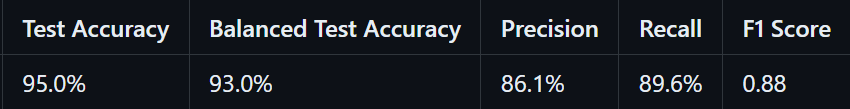 Test Accuracy Balanced Test Accuracy Precision Recall F1 Score
95.0% 93.0% 86.1% 89.6% 0.88